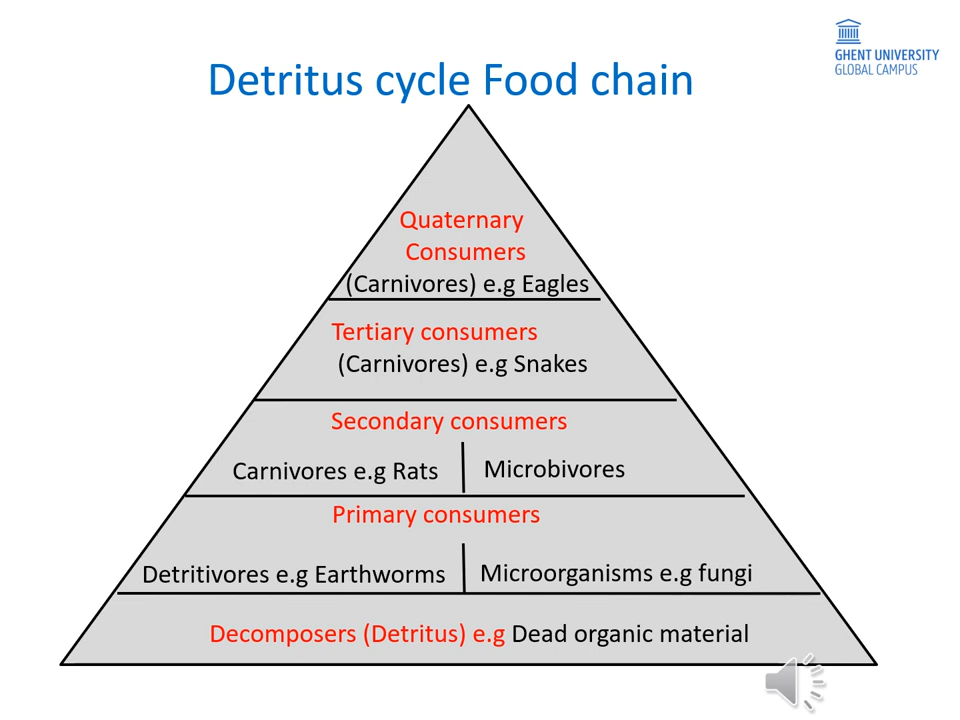 GHENT UNIVERSITY
GLOBAL CAMPUS
Detritus cycle Food chain
Quaternary
Consumers
(Carnivores) e.g Eagles
Tertiary consumers
(Carnivores) e.g Snakes
Secondary consumers
Carnivores e.g Rats
Microbivores
Primary consumers
Detritivores e.g Earthworms
Microorganisms e.g fungi
Decomposers (Detritus) e.g Dead organic material